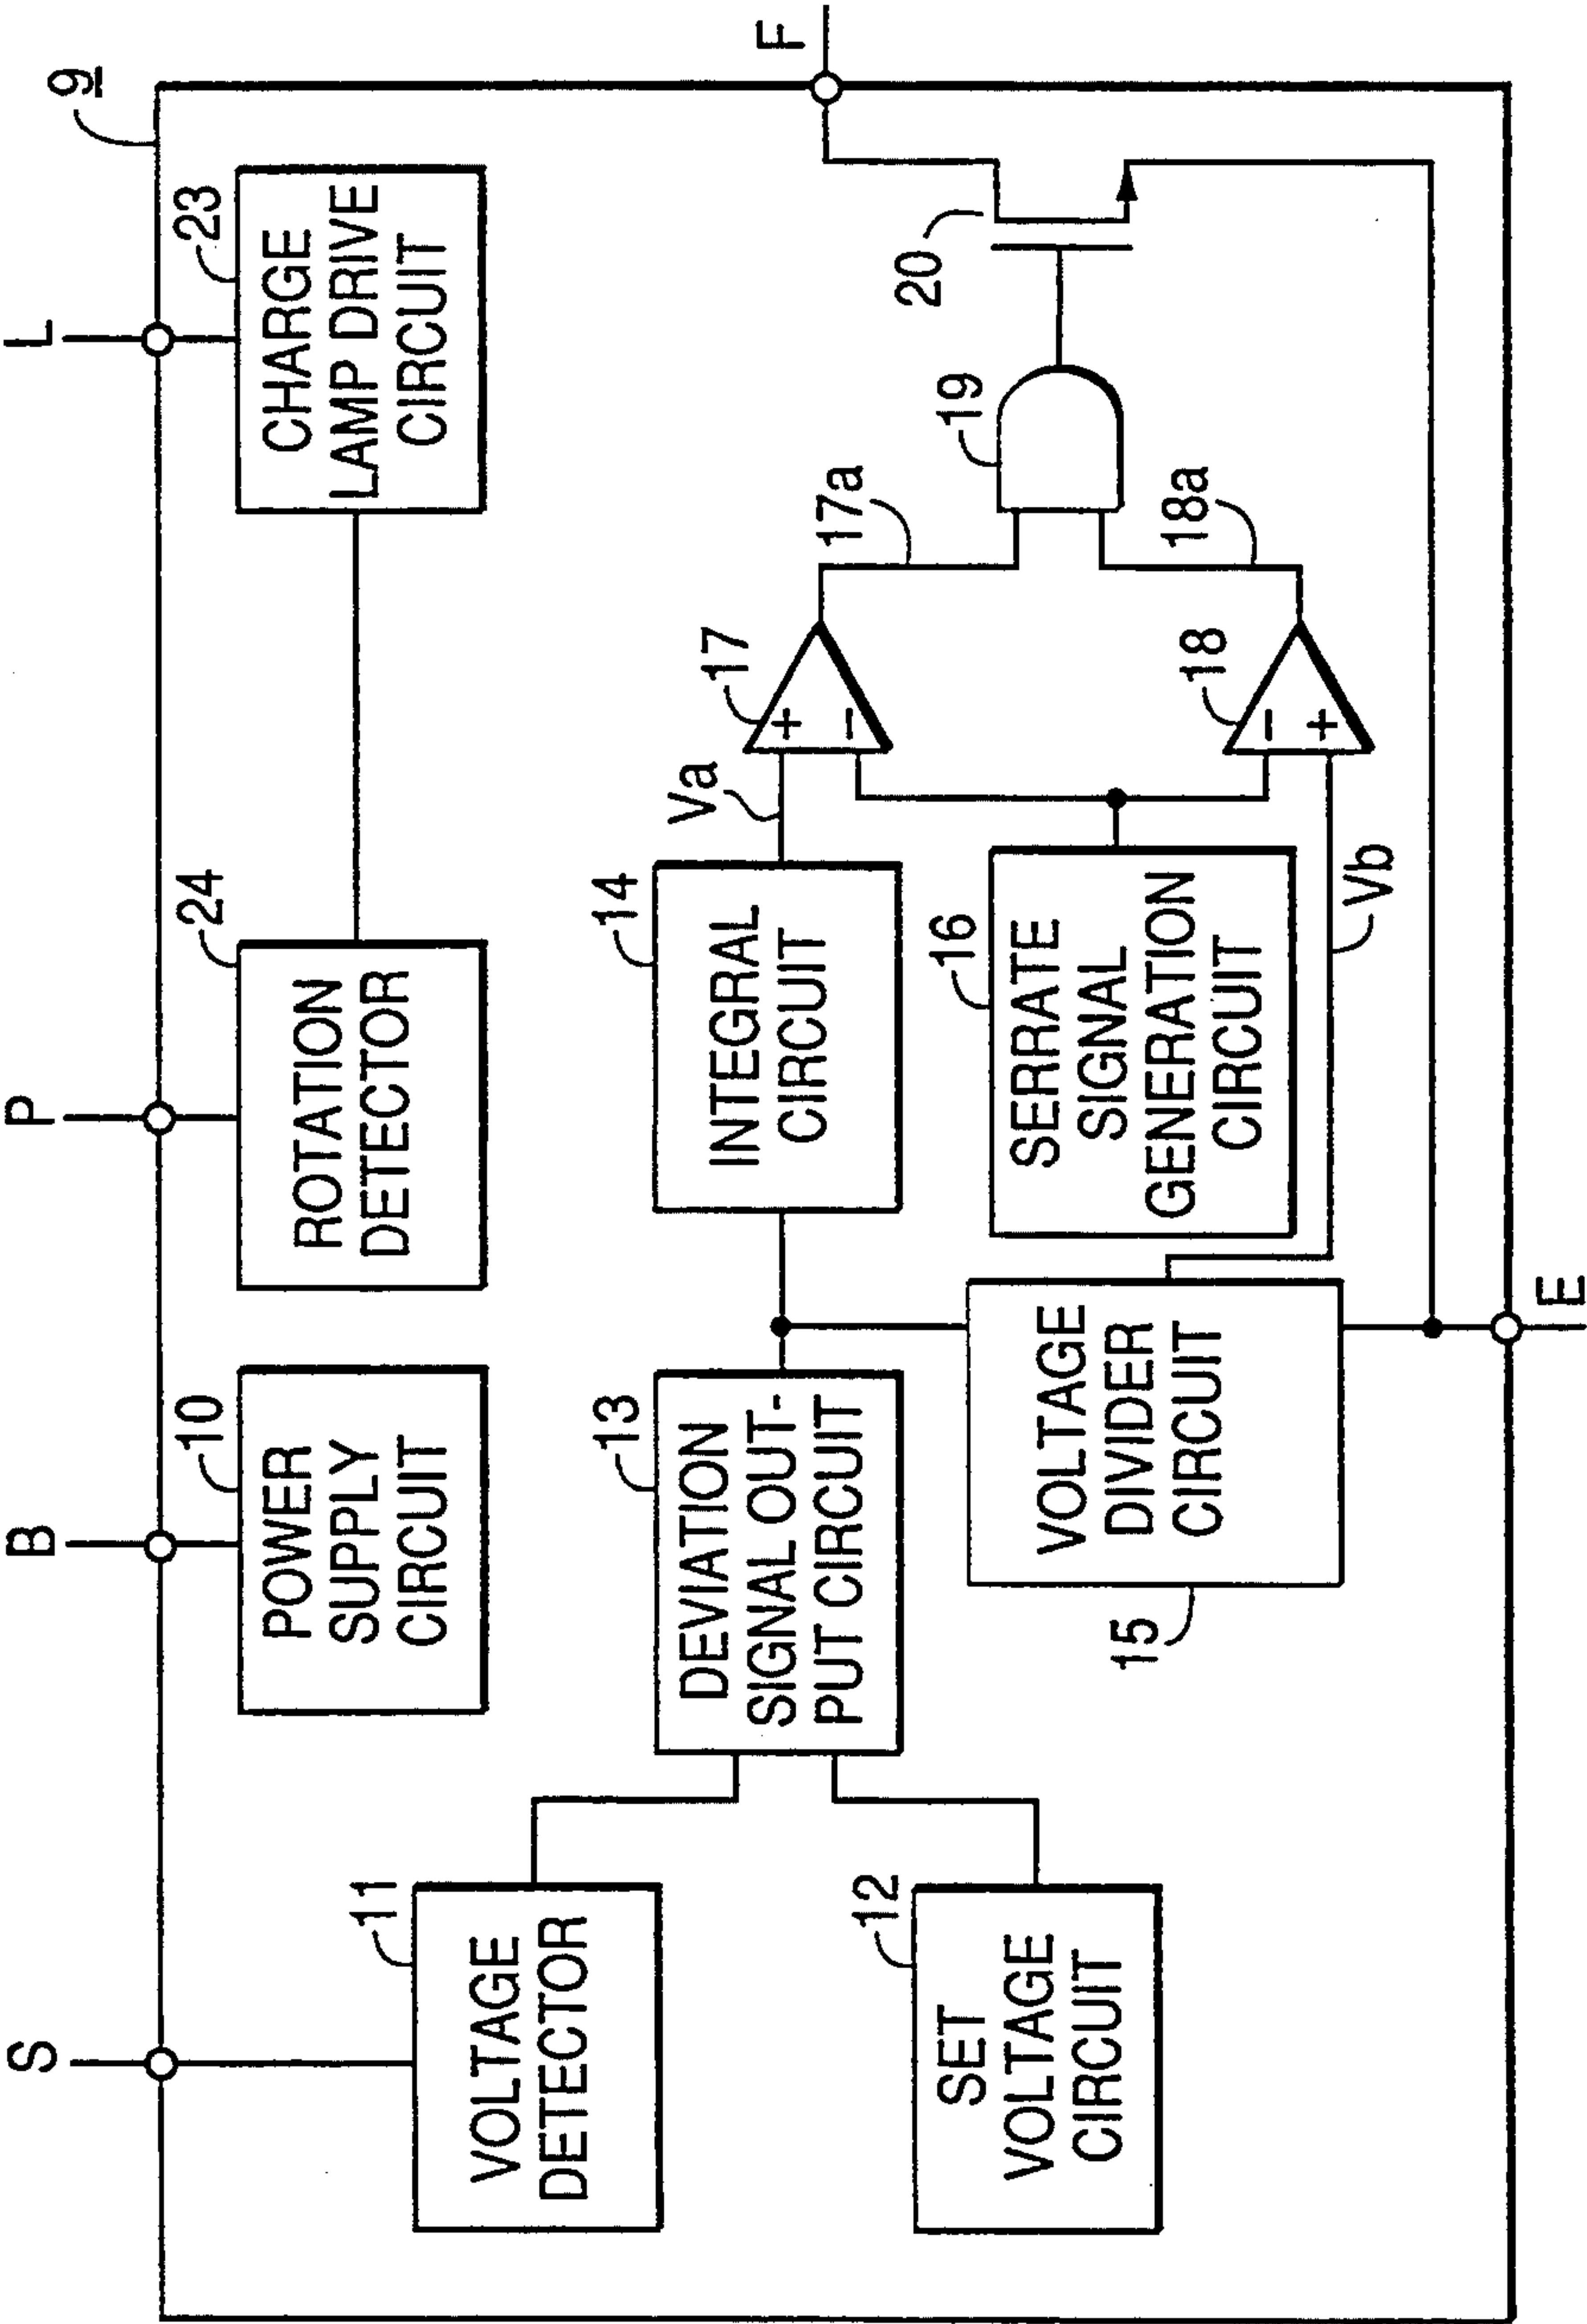 S
B
P
L
9
10
POWER
SUPPLY
CIRCUIT
24
ROTATION
DETECTOR
23
CHARGE
LAMP DRIVE
CIRCUIT
F
11
VOLTAGE
DETECTOR
12
SET
VOLTAGE
CIRCUIT
13
DEVIATION
SIGNAL OUT-
PUT CIRCUIT
14
INTEGRAL
CIRCUIT
Va
17
+
−
17a
19
20
16
SERRATE
SIGNAL
GENERATION
CIRCUIT
18
−
+
18a
Vb
VOLTAGE
DIVIDER
CIRCUIT
15
E